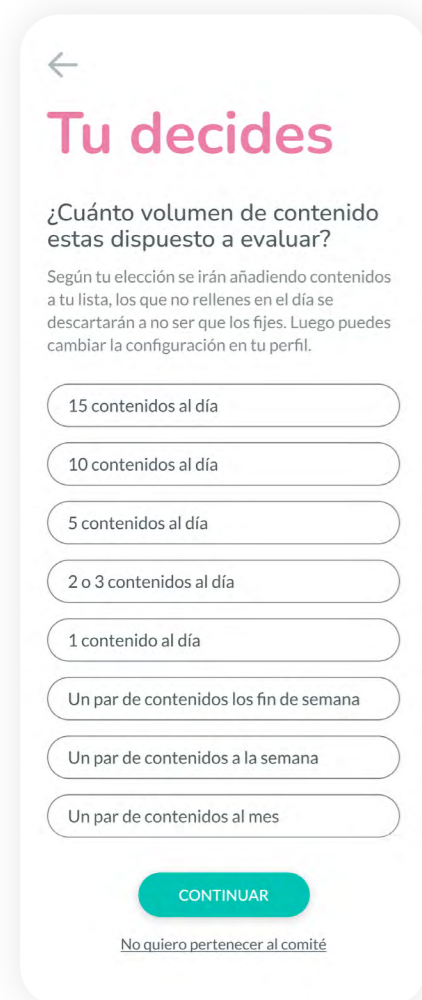 Tu decides
¿Cuánto volumen de contenido
estas dispuesto a evaluar?
Según tu elección se irán añadiendo contenidos
a tu lista, los que no rellenes en el día se
descartarán a no ser que los fijes. Luego puedes
cambiar la configuración en tu perfil.
15 contenidos al día
10 contenidos al día
5 contenidos al día
2 o 3 contenidos al día
1 contenido al día
Un par de contenidos los fin de semana
Un par de contenidos a la semana
Un par de contenidos al mes
CONTINUAR
No quiero pertenecer al comité